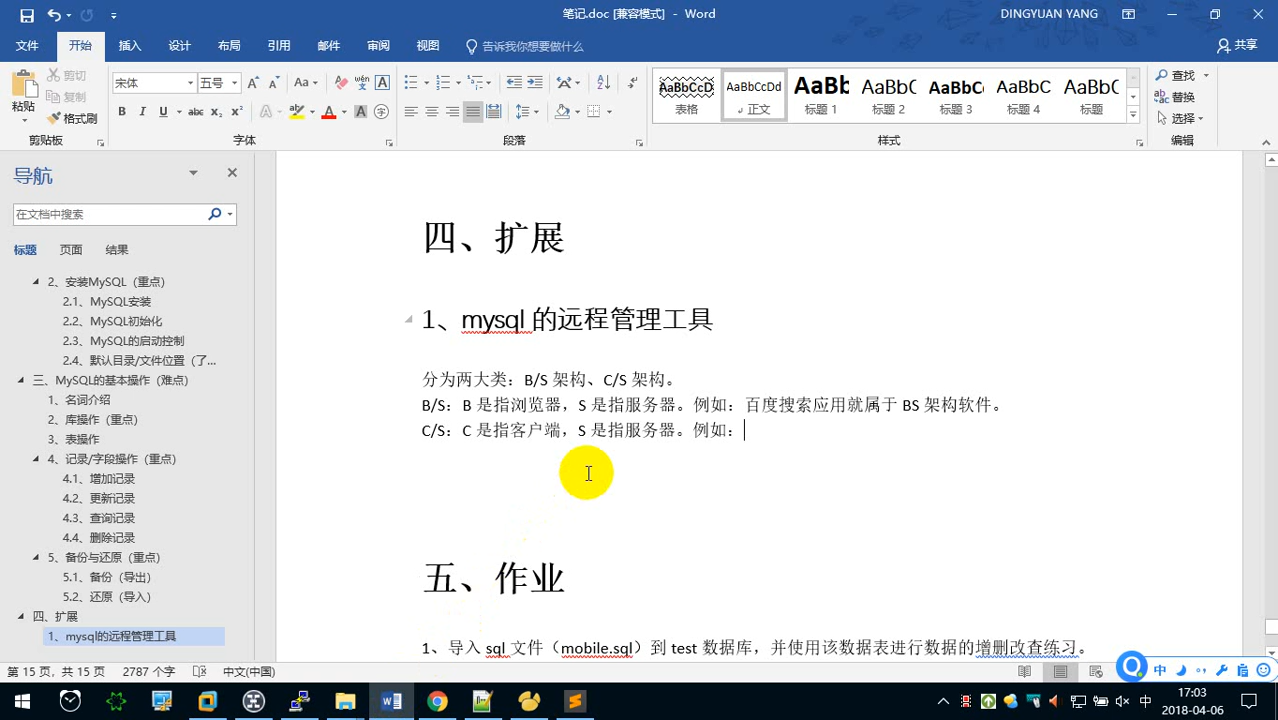 笔记.doc [兼容模式] - Word
DINGYUAN YANG
文件 开始 插入 设计 布局 引用 邮件 审阅 视图 告诉我你想要做什么 共享
粘贴
剪切
复制
格式刷
剪贴板
宋体 五号
字体
段落
AaBbCcD 表格
AaBbCcDd 正文
AaBb 标题 1
AaBbC 标题 2
AaBbC 标题 3
AaBbC 标题 4
AaBbC 标题
样式
查找
替换
选择
编辑
导航
在文档中搜索
标题 页面 结果
2、安装MySQL（重点）
2.1、MySQL安装
2.2、MySQL初始化
2.3、MySQL的启动控制
2.4、默认目录/文件位置（了...
三、MySQL的基本操作（难点）
1、名词介绍
2、库操作（重点）
3、表操作
4、记录/字段操作（重点）
4.1、增加记录
4.2、更新记录
4.3、查询记录
4.4、删除记录
5、备份与还原（重点）
5.1、备份（导出）
5.2、还原（导入）
四、扩展
1、mysql的远程管理工具
四、扩展
1、mysql 的远程管理工具
分为两大类：B/S 架构、C/S 架构。
B/S：B 是指浏览器，S 是指服务器。例如：百度搜索应用就属于 BS 架构软件。
C/S：C 是指客户端，S 是指服务器。例如：
五、作业
1、导入 sql 文件（mobile.sql）到 test 数据库，并使用该数据表进行数据的增删改查练习。
第 15 页，共 15 页 2787 个字 中文(中国)
中
中
17:03
2018-04-06